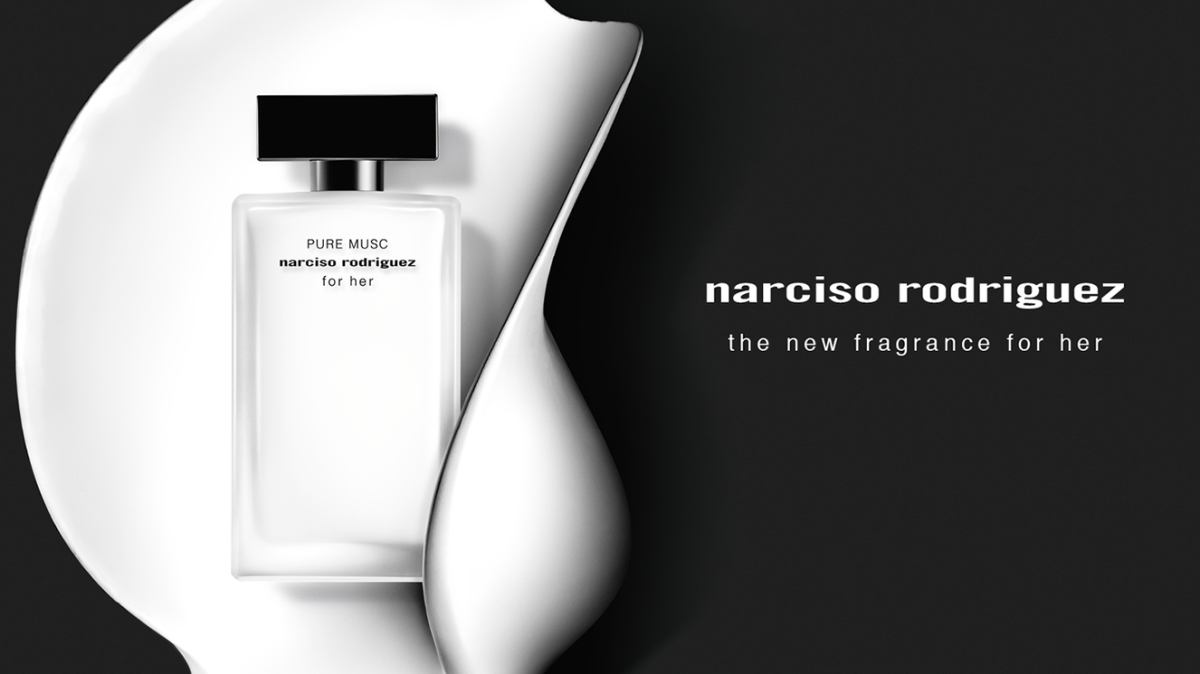 PURE MUSC
narciso rodriguez
for her
narciso rodriguez
the new fragrance for her